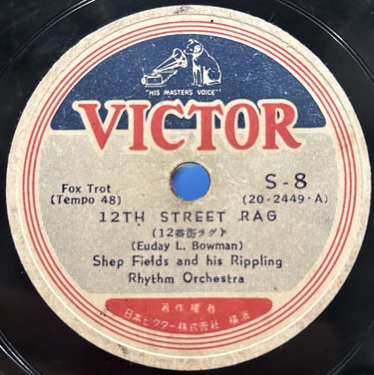 "HIS MASTER'S VOICE"
VICTOR
Fox Trot
(Tempo 48)
S-8
(20-2449-A)
12TH STREET RAG
(12番街ラグ)
(Euday L. Bowman)
Shep Fields and his Rippling
Rhythm Orchestra
著作権者
日本ビクター株式会社 横浜